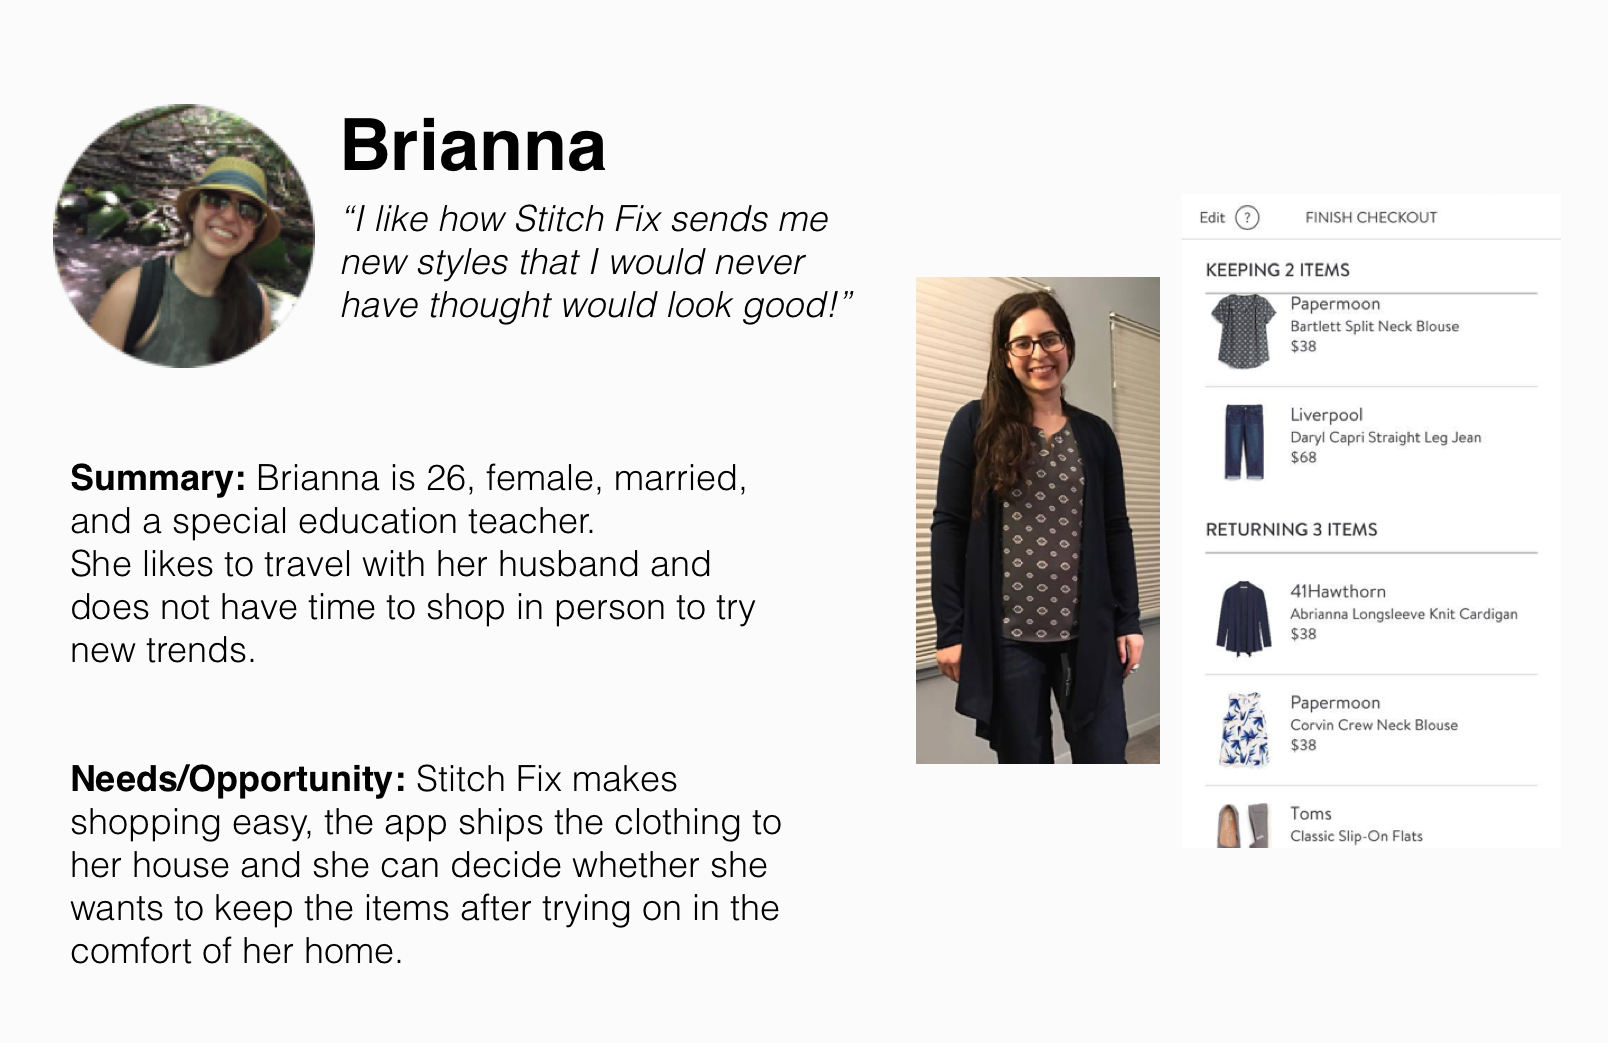 Brianna
“I like how Stitch Fix sends me
new styles that I would never
have thought would look good!”
Summary: Brianna is 26, female, married,
and a special education teacher.
She likes to travel with her husband and
does not have time to shop in person to try
new trends.
Needs/Opportunity: Stitch Fix makes
shopping easy, the app ships the clothing to
her house and she can decide whether she
wants to keep the items after trying on in the
comfort of her home.
Edit ? FINISH CHECKOUT
KEEPING 2 ITEMS
Papermoon
Bartlett Split Neck Blouse
$38
Liverpool
Daryl Capri Straight Leg Jean
$68
RETURNING 3 ITEMS
41Hawthorn
Abrianna Longsleeve Knit Cardigan
$38
Papermoon
Corvin Crew Neck Blouse
$38
Toms
Classic Slip-On Flats